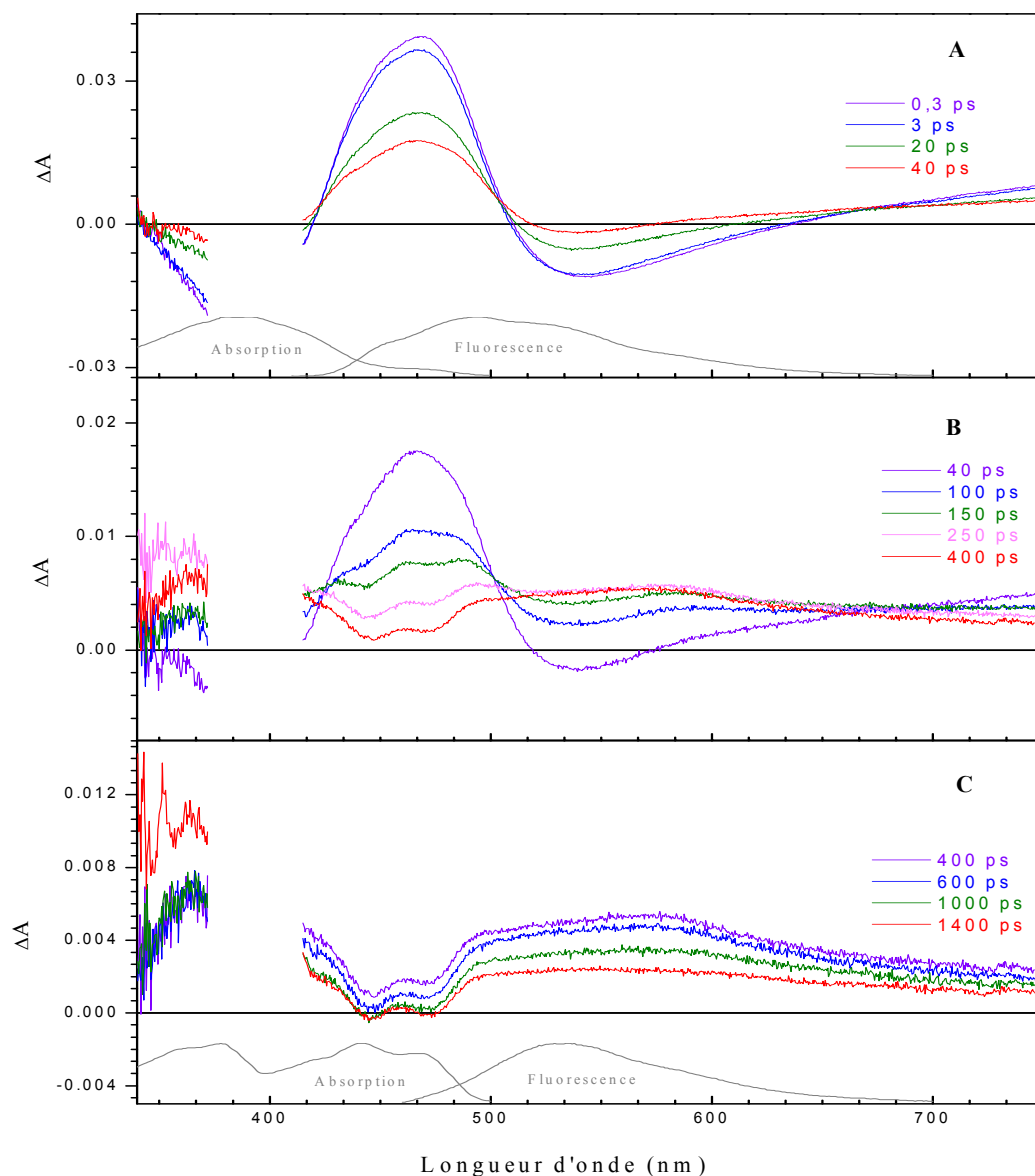 A
0.03
0,3 ps
3 ps
20 ps
40 ps
ΔA
0.00
Absorption
Fluorescence
-0.03
B
0.02
40 ps
100 ps
150 ps
250 ps
400 ps
ΔA
0.01
0.00
C
0.012
400 ps
600 ps
1000 ps
1400 ps
0.008
ΔA
0.004
0.000
Absorption
Fluorescence
-0.004
400 500 600 700
Longueur d'onde (nm)